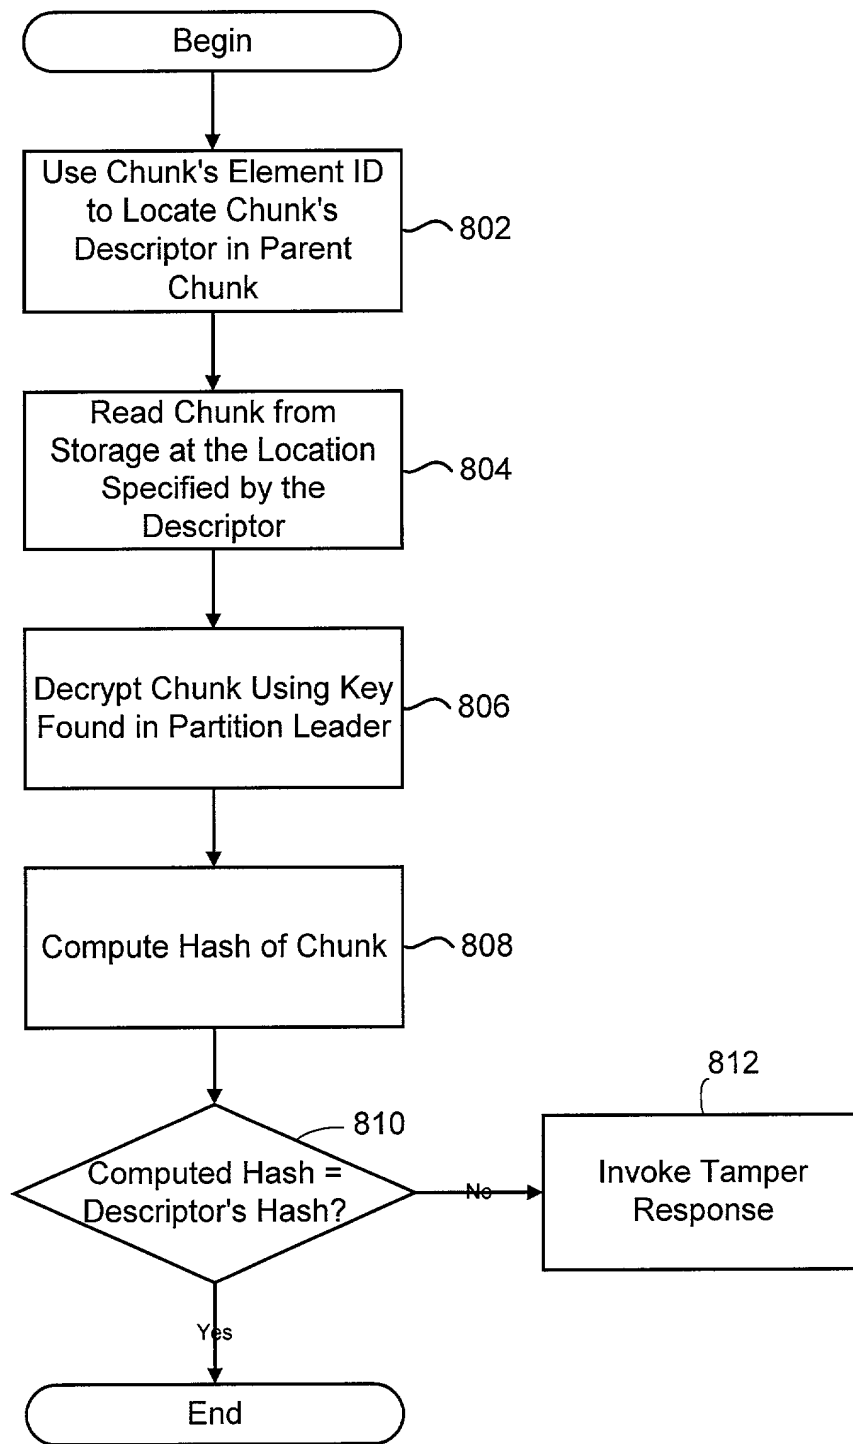 Begin
Use Chunk's Element ID
to Locate Chunk's
Descriptor in Parent
Chunk
802
Read Chunk from
Storage at the Location
Specified by the
Descriptor
804
Decrypt Chunk Using Key
Found in Partition Leader
806
Compute Hash of Chunk
808
810
Computed Hash =
Descriptor's Hash?
No
812
Invoke Tamper
Response
Yes
End